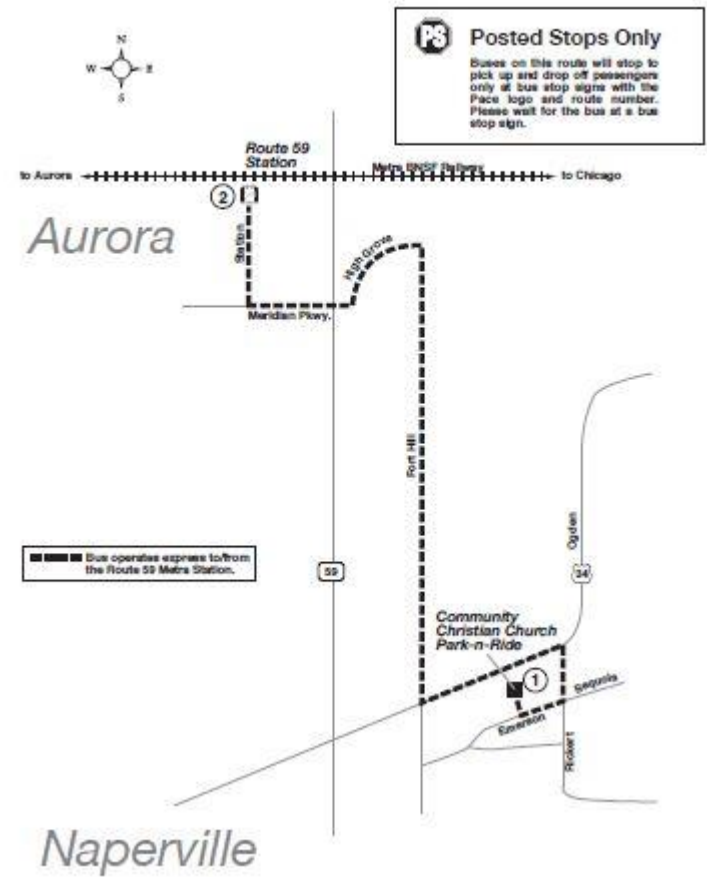 PS
Posted Stops Only
Buses on this route will stop to
pick up and drop off passengers
only at bus stop signs with the
Pace logo and route number.
Please wait for the bus at a bus
stop sign.
N
W
E
S
Route 59
Station
to Aurora
Metra BNSF Railway
to Chicago
2
Aurora
Station
High Grove
Meridian Pkwy.
Fort Hill
Ogden
Bus operates express to/from
the Route 59 Metra Station.
59
34
Community
Christian Church
Park-n-Ride
1
Sequoia
Emerson
Rickert
Naperville